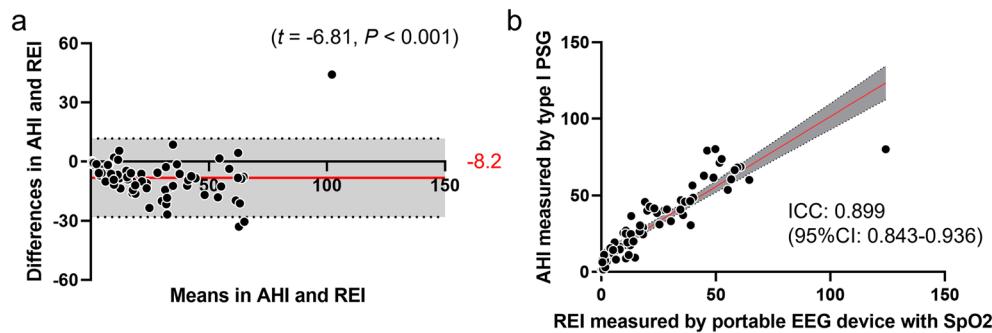 a
(t = -6.81, P < 0.001)
Differences in AHI and REI
60
30
0
-30
-60
50
100
150
-8.2
Means in AHI and REI
b
AHI measured by type I PSG
150
100
50
0
ICC: 0.899
(95%CI: 0.843-0.936)
0
50
100
150
REI measured by portable EEG device with SpO2